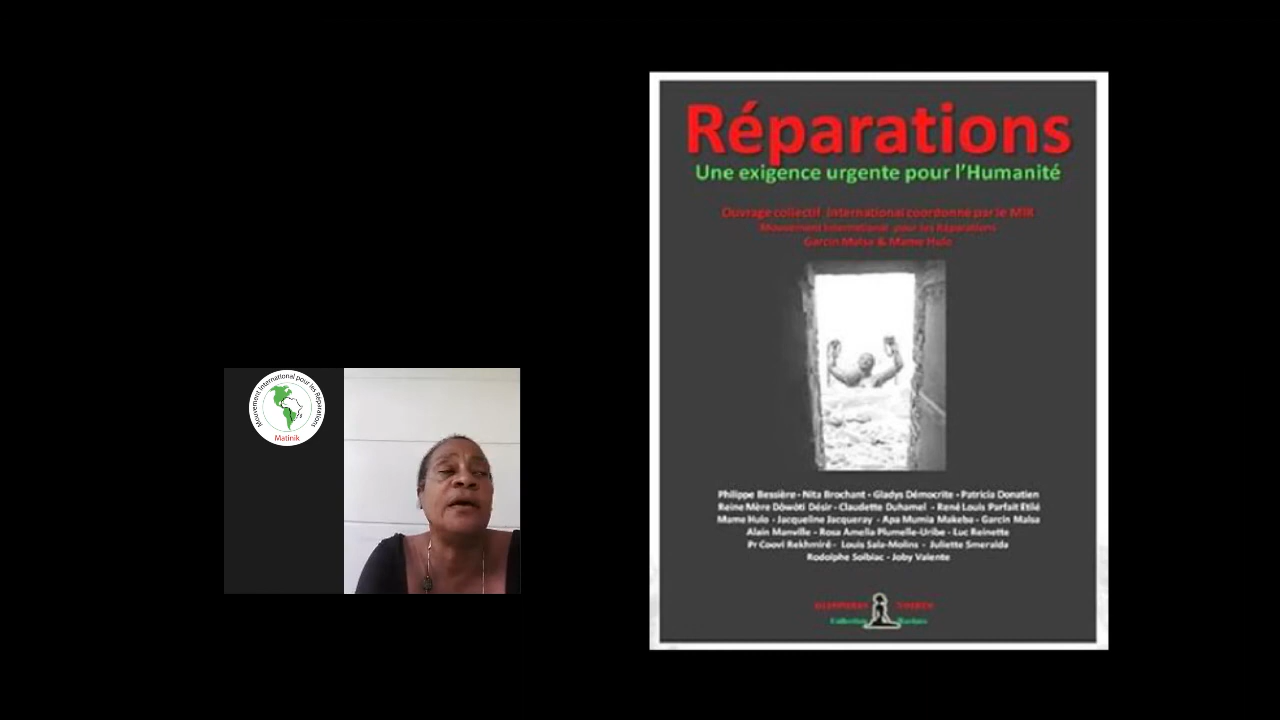 Mouvement International pour les Réparations
Matinik
Réparations
Une exigence urgente pour l'Humanité
Ouvrage collectif International coordonné par le MIR
Mouvement International pour les Réparations
Garcin Malsa & Mame Hulo
Philippe Bessière - Nita Brochant - Gladys Démocrite - Patricia Donatien
Reine Mère Dòwòti Désir - Claudette Duhamel - René Louis Parfait Etilé
Mame Hulo - Jacqueline Jacqueray - Apa Mumia Makeba - Garcin Malsa
Alain Manville - Rosa Amelia Plumelle-Uribe - Luc Reinette
Pr Coovi Rekhmiré - Louis Sala-Molins - Juliette Smeralda
Rodolphe Solbiac - Joby Valente